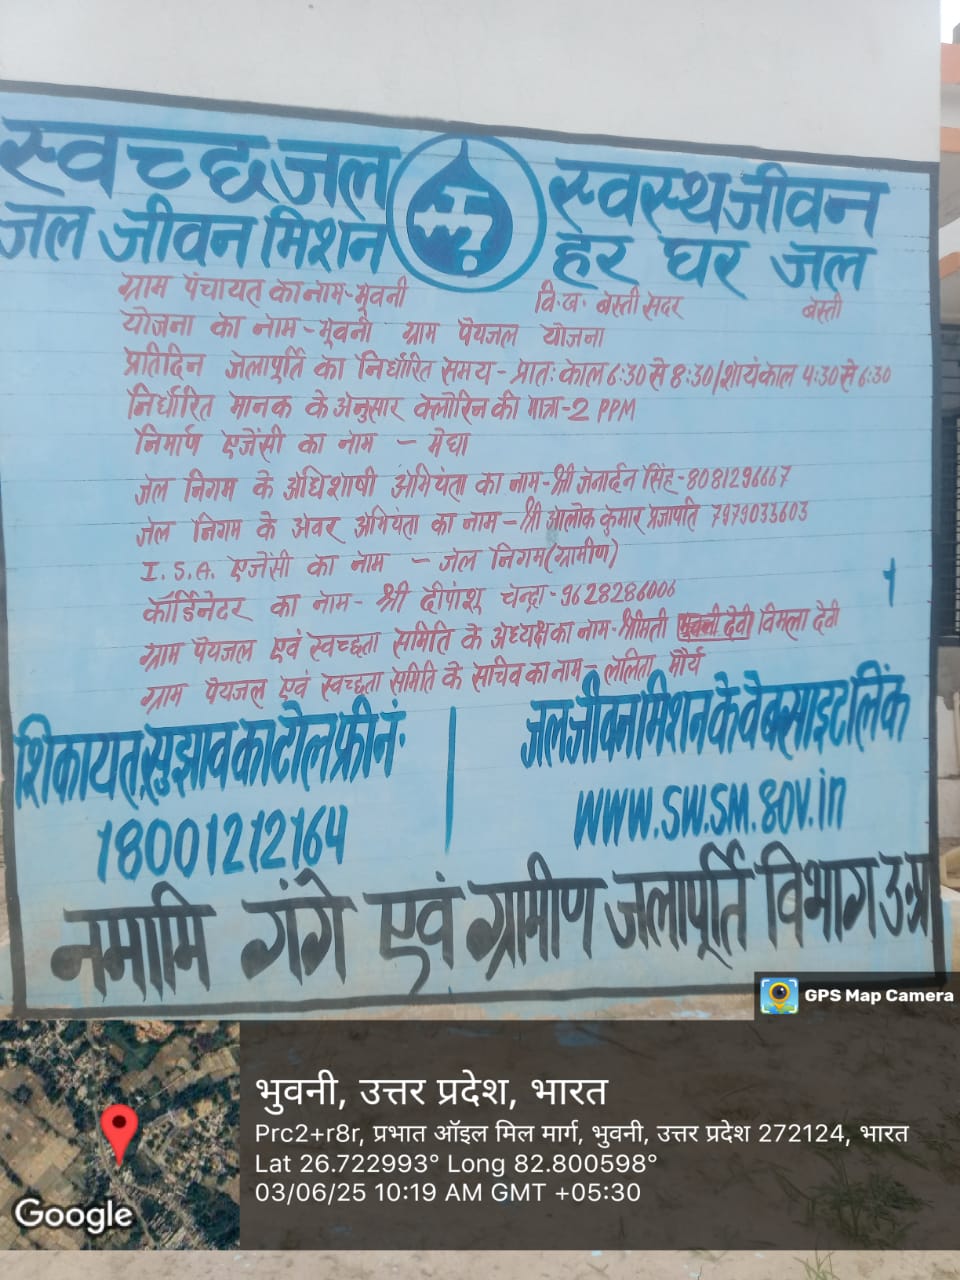 स्वच्छ जल स्वस्थ जीवन
जल जीवन मिशन हर घर जल
ग्राम पंचायत का नाम-भुवनी वि.ख. बस्ती सदर बस्ती
योजना का नाम-भुवनी ग्राम पेयजल योजना
प्रतिदिन जलापूर्ति का निर्धारित समय-प्रातः काल 6:30 से 8:30/शायंकाल 4:30 से 6:30
निर्धारित मानक के अनुसार क्लोरिन की मात्रा-2 PPM
निर्माण एजेंसी का नाम - मेघा
जल निगम के अधिशाषी अभियंता का नाम-श्री जनार्दन सिंह-8081296667
जल निगम के अवर अभियंता का नाम-श्री आलोक कुमार प्रजापति 7979033603
I.S.A. एजेंसी का नाम - जल निगम(ग्रामीण)
कॉर्डिनेटर का नाम- श्री दीपांशु चन्द्रा-9628286006
ग्राम पेयजल एवं स्वच्छता समिति के अध्यक्ष का नाम-श्रीमती विमला देवी
ग्राम पेयजल एवं स्वच्छता समिति के सचिव का नाम-ललिता मौर्य
शिकायत,सुझाव का टोल फ्री नं. जल जीवन मिशन के वेबसाइट लिंक
18001212164 www.sw.sm.gov.in
नमामि गंगे एवं ग्रामीण जलापूर्ति विभाग उ.प्र.
GPS Map Camera
भुवनी, उत्तर प्रदेश, भारत
Prc2+r8r, प्रभात ऑइल मिल मार्ग, भुवनी, उत्तर प्रदेश 272124, भारत
Lat 26.722993° Long 82.800598°
03/06/25 10:19 AM GMT +05:30
Google